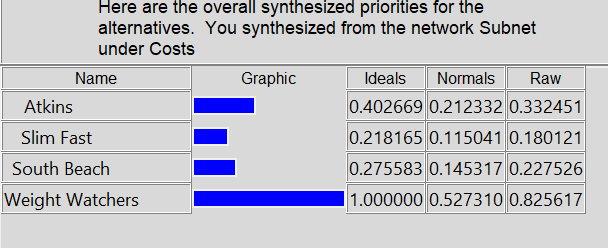 Here are the overall synthesized priorities for the
alternatives. You synthesized from the network Subnet
under Costs
Name Graphic Ideals Normals Raw
Atkins 0.402669 0.212332 0.332451
Slim Fast 0.218165 0.115041 0.180121
South Beach 0.275583 0.145317 0.227526
Weight Watchers 1.000000 0.527310 0.825617